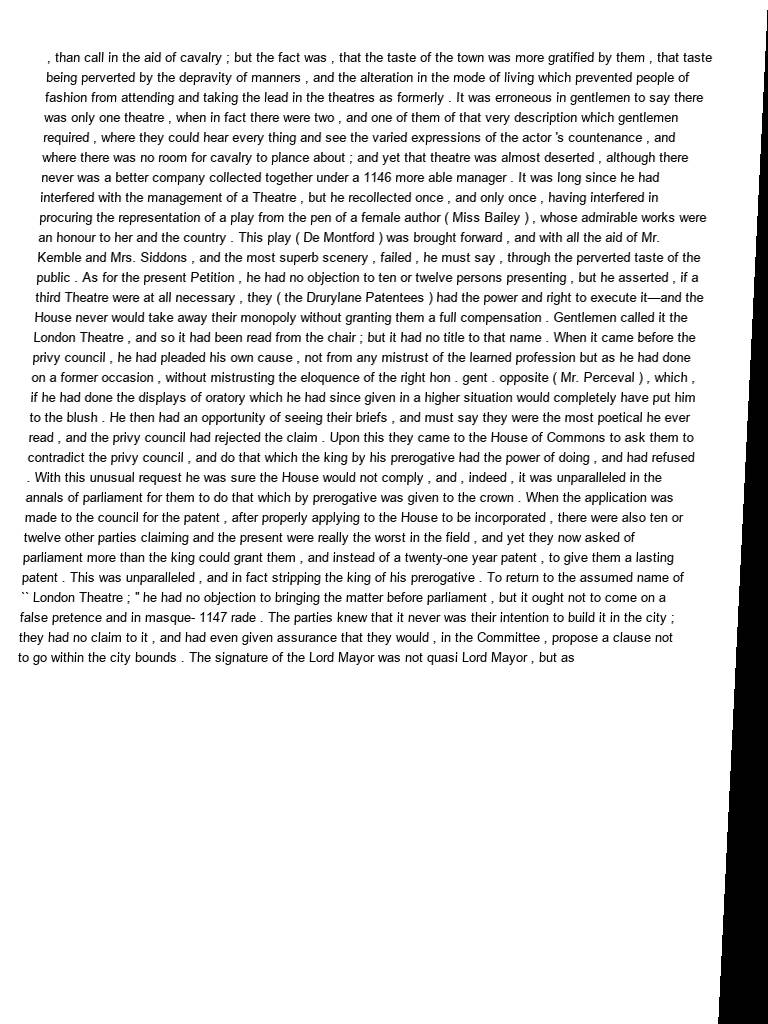 , than call in the aid of cavalry ; but the fact was , that the taste of the town was more gratified by them , that taste
being perverted by the depravity of manners , and the alteration in the mode of living which prevented people of
fashion from attending and taking the lead in the theatres as formerly . It was erroneous in gentlemen to say there
was only one theatre , when in fact there were two , and one of them of that very description which gentlemen
required , where they could hear every thing and see the varied expressions of the actor 's countenance , and
where there was no room for cavalry to plance about ; and yet that theatre was almost deserted , although there
never was a better company collected together under a 1146 more able manager . It was long since he had
interfered with the management of a Theatre , but he recollected once , and only once , having interfered in
procuring the representation of a play from the pen of a female author ( Miss Bailey ) , whose admirable works were
an honour to her and the country . This play ( De Montford ) was brought forward , and with all the aid of Mr.
Kemble and Mrs. Siddons , and the most superb scenery , failed , he must say , through the perverted taste of the
public . As for the present Petition , he had no objection to ten or twelve persons presenting , but he asserted , if a
third Theatre were at all necessary , they ( the Drurylane Patentees ) had the power and right to execute it—and the
House never would take away their monopoly without granting them a full compensation . Gentlemen called it the
London Theatre , and so it had been read from the chair ; but it had no title to that name . When it came before the
privy council , he had pleaded his own cause , not from any mistrust of the learned profession but as he had done
on a former occasion , without mistrusting the eloquence of the right hon . gent . opposite ( Mr. Perceval ) , which ,
if he had done the displays of oratory which he had since given in a higher situation would completely have put him
to the blush . He then had an opportunity of seeing their briefs , and must say they were the most poetical he ever
read , and the privy council had rejected the claim . Upon this they came to the House of Commons to ask them to
contradict the privy council , and do that which the king by his prerogative had the power of doing , and had refused
. With this unusual request he was sure the House would not comply , and , indeed , it was unparalleled in the
annals of parliament for them to do that which by prerogative was given to the crown . When the application was
made to the council for the patent , after properly applying to the House to be incorporated , there were also ten or
twelve other parties claiming and the present were really the worst in the field , and yet they now asked of
parliament more than the king could grant them , and instead of a twenty-one year patent , to give them a lasting
patent . This was unparalleled , and in fact stripping the king of his prerogative . To return to the assumed name of
`` London Theatre ; '' he had no objection to bringing the matter before parliament , but it ought not to come on a
false pretence and in masque- 1147 rade . The parties knew that it never was their intention to build it in the city ;
they had no claim to it , and had even given assurance that they would , in the Committee , propose a clause not
to go within the city bounds . The signature of the Lord Mayor was not quasi Lord Mayor , but as